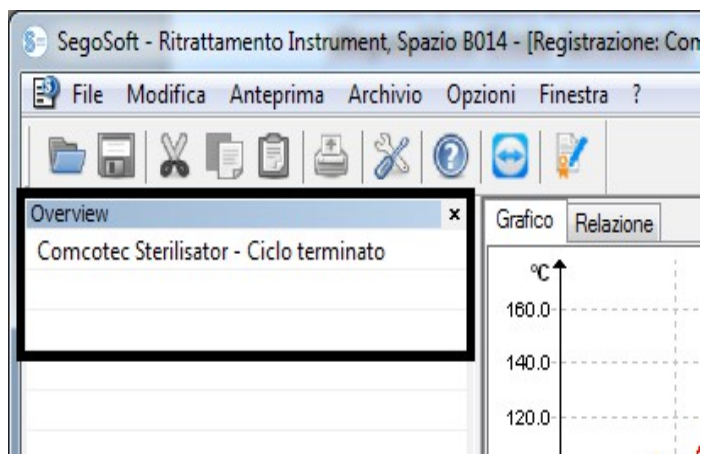 SegoSoft - Ritrattamento Instrument, Spazio B014 - [Registrazione: Com
File Modifica Anteprima Archivio Opzioni Finestra ?
Overview x
Grafico Relazione
Comcotec Sterilisator - Ciclo terminato
°C
160.0
140.0
120.0